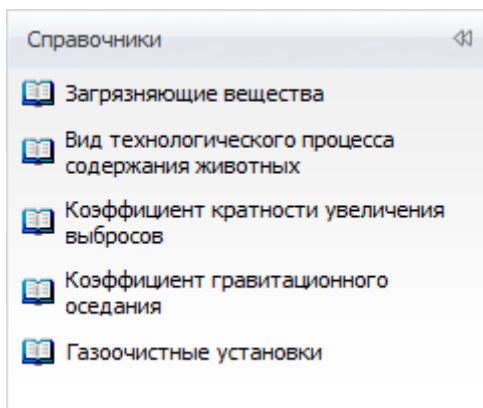 Справочники
Загрязняющие вещества
Вид технологического процесса
содержания животных
Коэффициент кратности увеличения
выбросов
Коэффициент гравитационного
оседания
Газоочистные установки